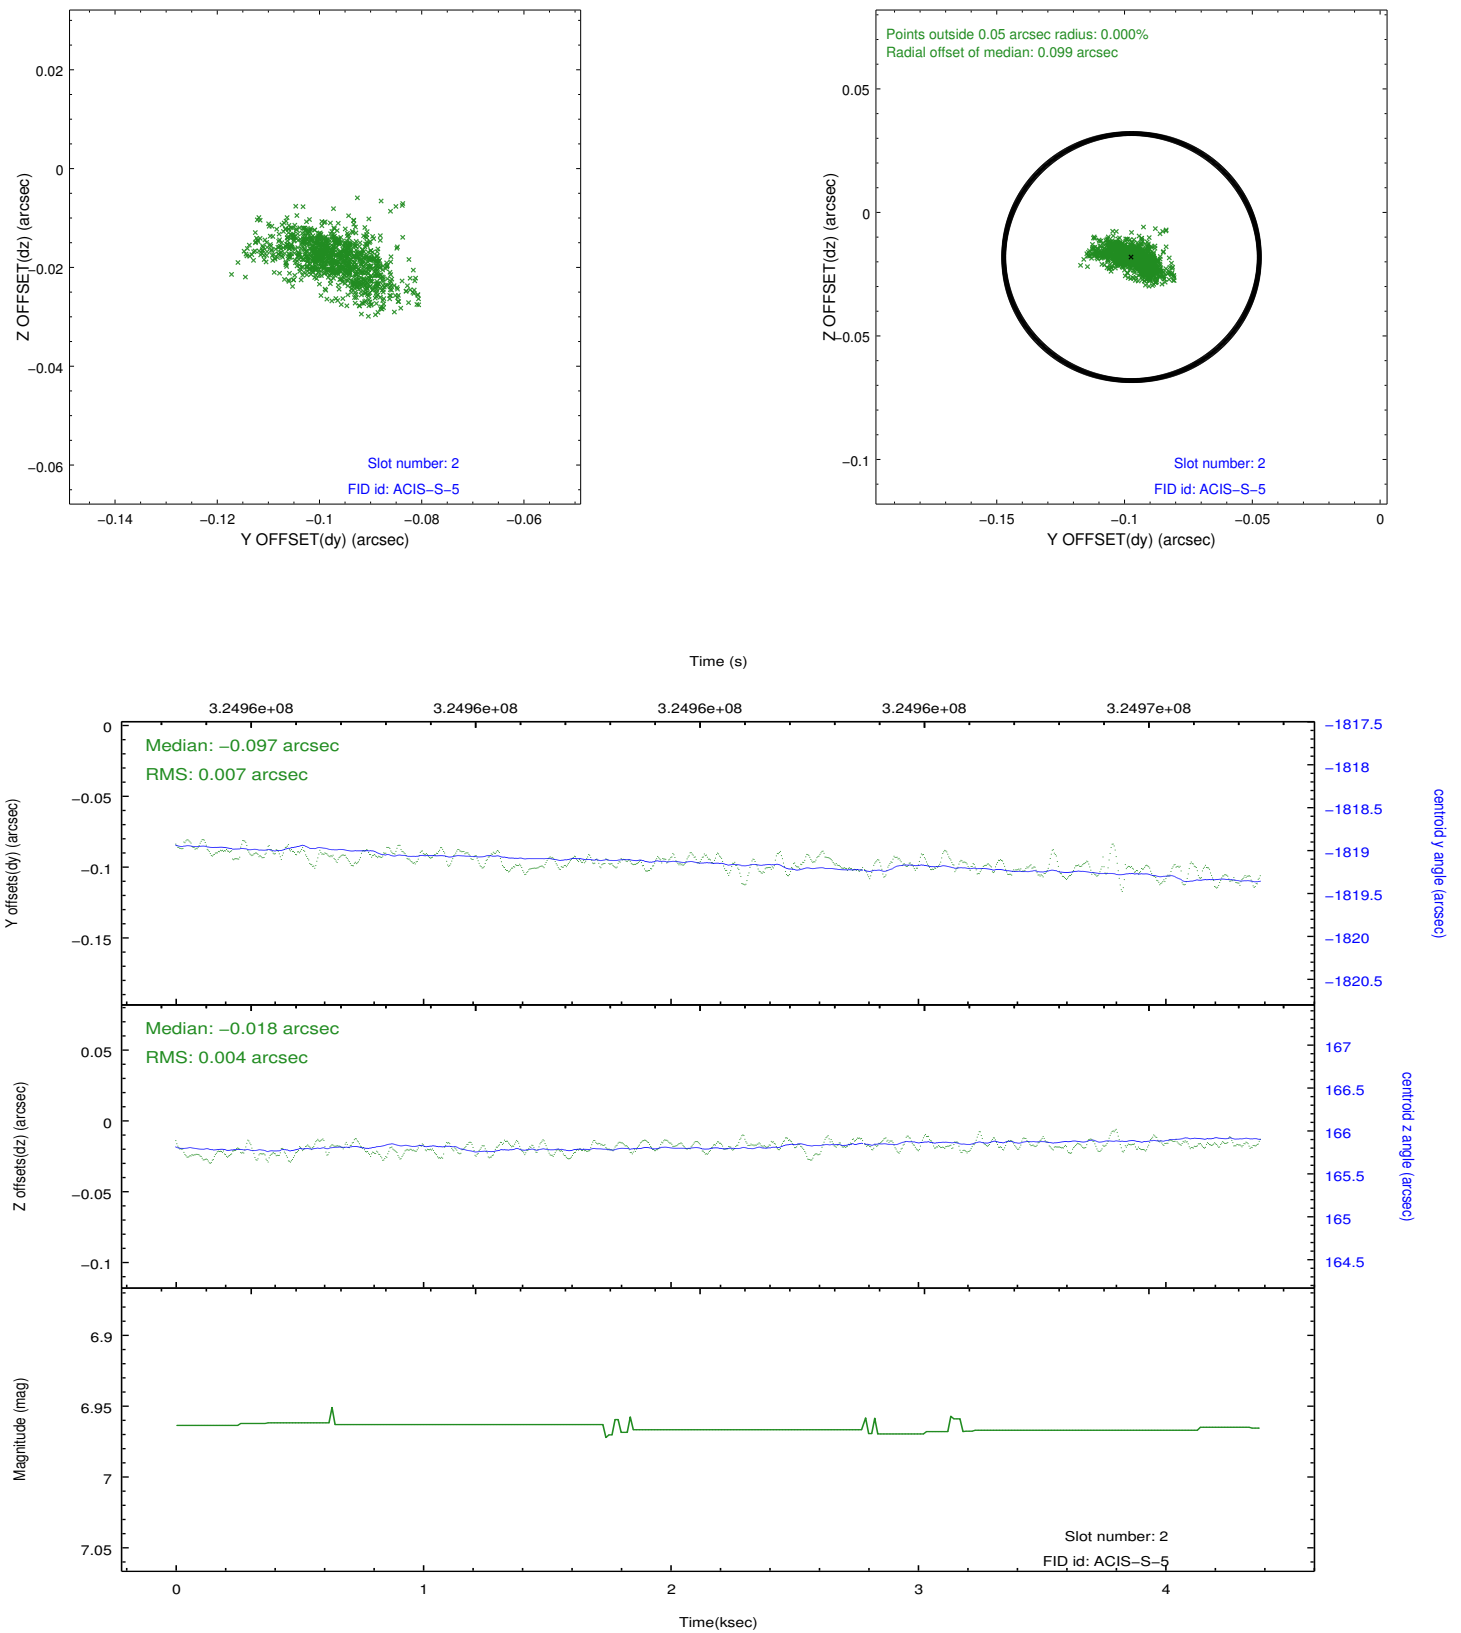 Points outside 0.05 arcsec radius: 0.000%
Radial offset of median: 0.099 arcsec
0.02
0
−0.02
−0.04
−0.06
Z OFFSET(dz) (arcsec)
Slot number: 2
FID id: ACIS−S−5
−0.14
−0.12
−0.1
−0.08
−0.06
Y OFFSET(dy) (arcsec)
0.05
0
−0.05
−0.1
Z OFFSET(dz) (arcsec)
Slot number: 2
FID id: ACIS−S−5
−0.15
−0.1
−0.05
0
Y OFFSET(dy) (arcsec)
Time (s)
3.2496e+08
3.2496e+08
3.2496e+08
3.2496e+08
3.2497e+08
Median: −0.097 arcsec
RMS: 0.007 arcsec
0
−0.05
−0.1
−0.15
Y offsets(dy) (arcsec)
−1817.5
−1818
−1818.5
−1819
−1819.5
−1820
−1820.5
centroid y angle (arcsec)
Median: −0.018 arcsec
RMS: 0.004 arcsec
0.05
0
−0.05
−0.1
Z offsets(dz) (arcsec)
167
166.5
166
165.5
165
164.5
centroid z angle (arcsec)
6.9
6.95
7
7.05
Magnitude (mag)
Slot number: 2
FID id: ACIS−S−5
0
1
2
3
4
Time(ksec)